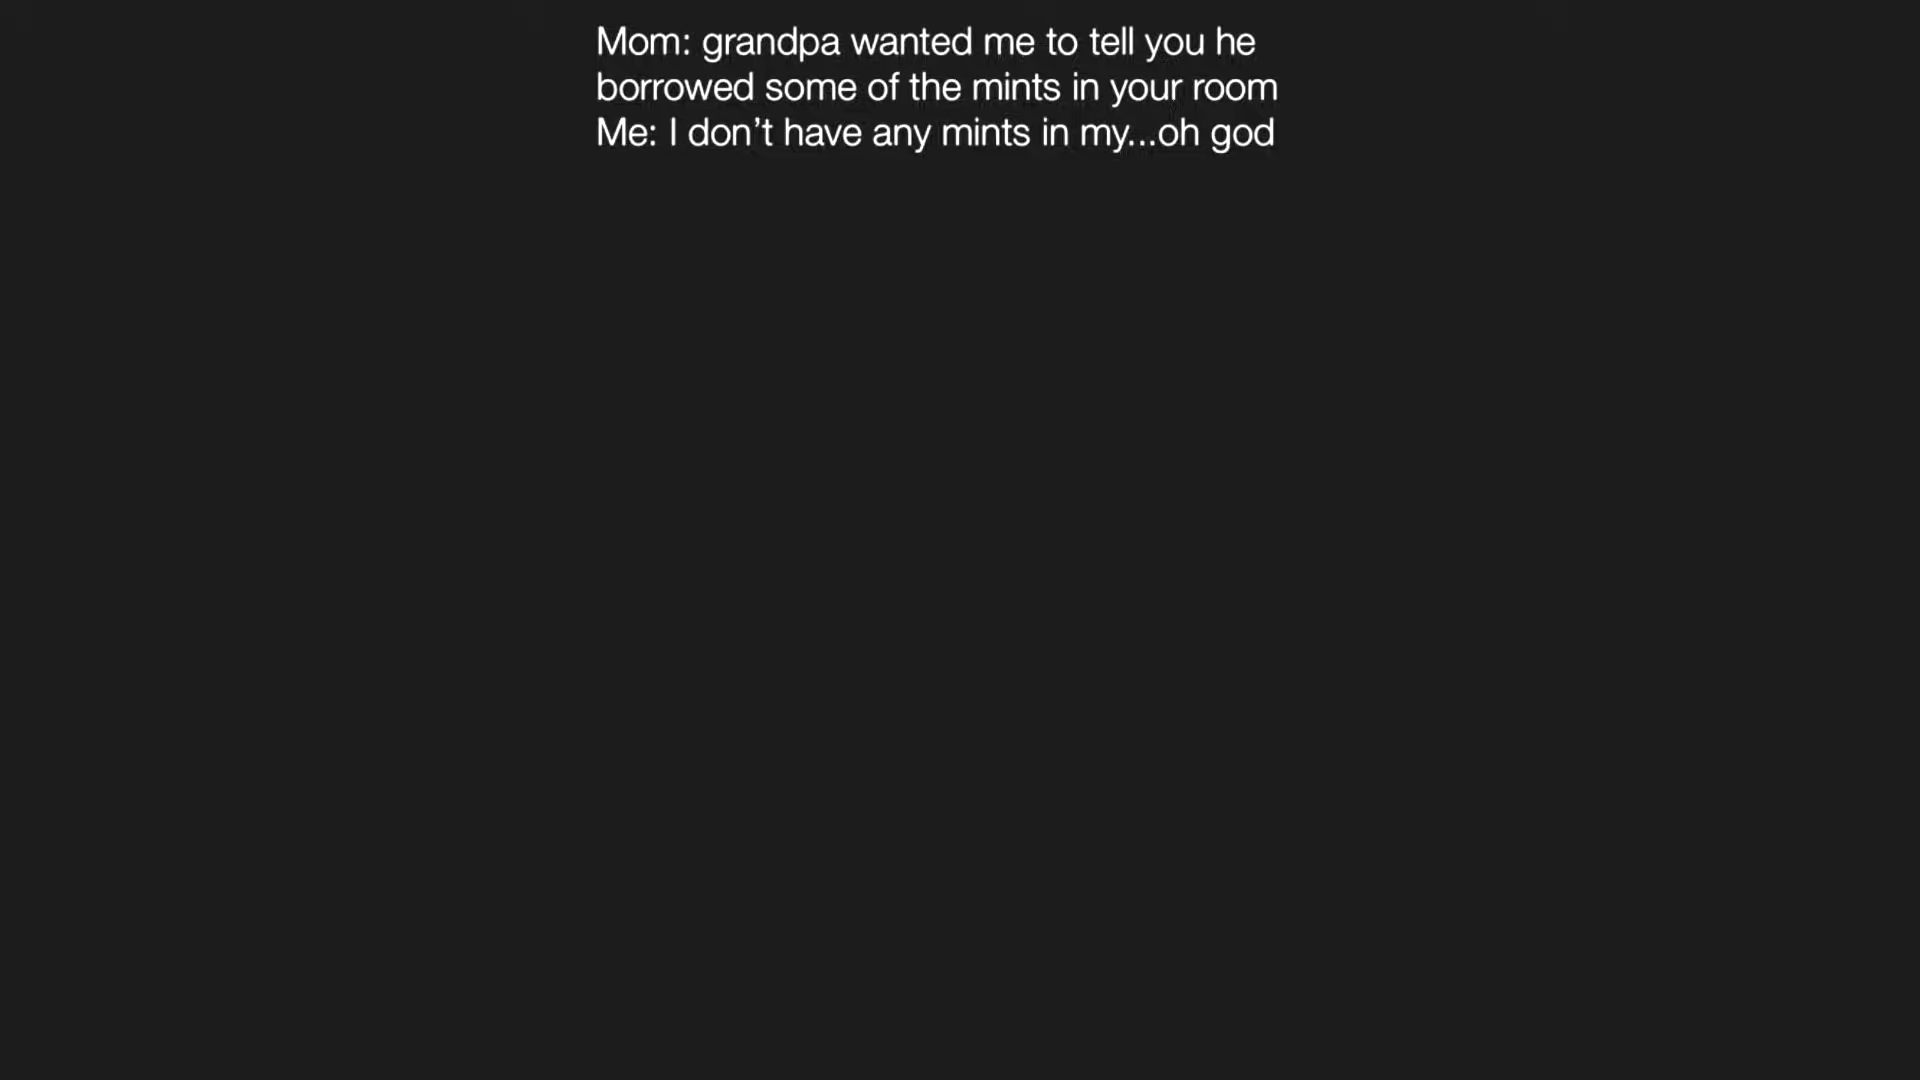 Mom: grandpa wanted me to tell you he
borrowed some of the mints in your room
Me: I don’t have any mints in my...oh god